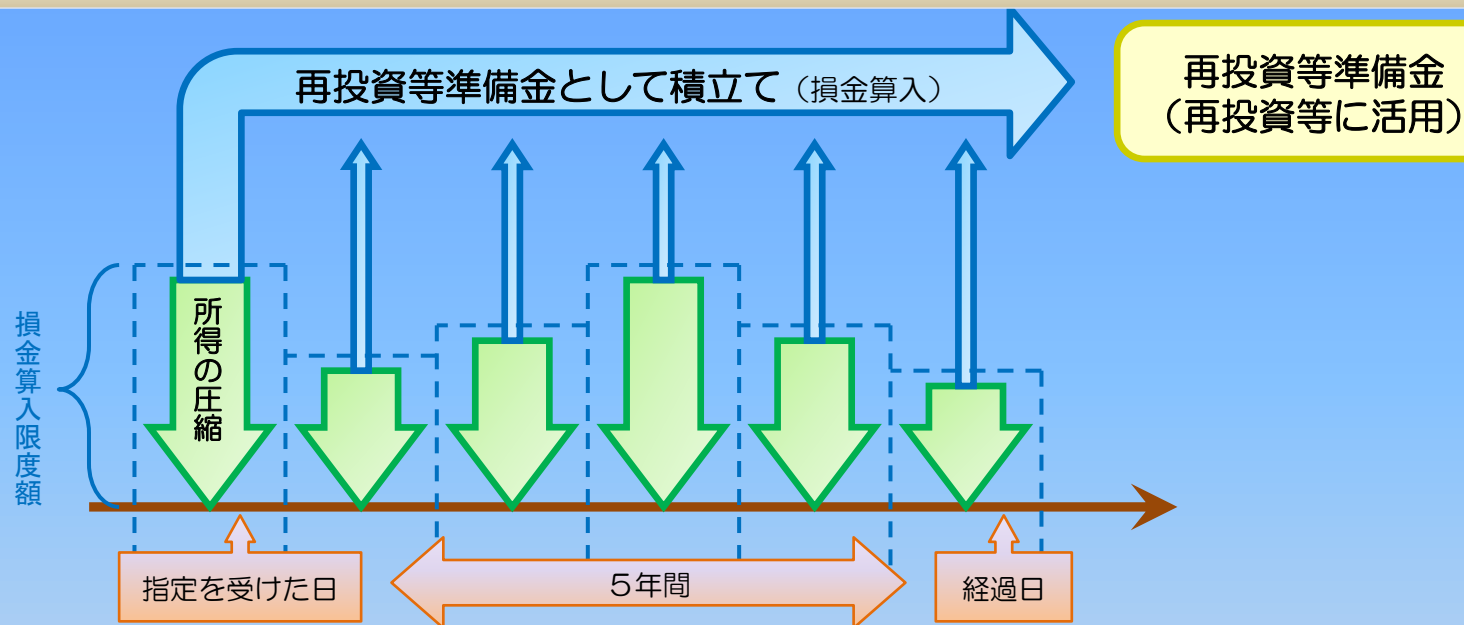 再投資等準備金として積立て（損金算入）
再投資等準備金
（再投資等に活用）
損金算入限度額
所得の圧縮
指定を受けた日
５年間
経過日